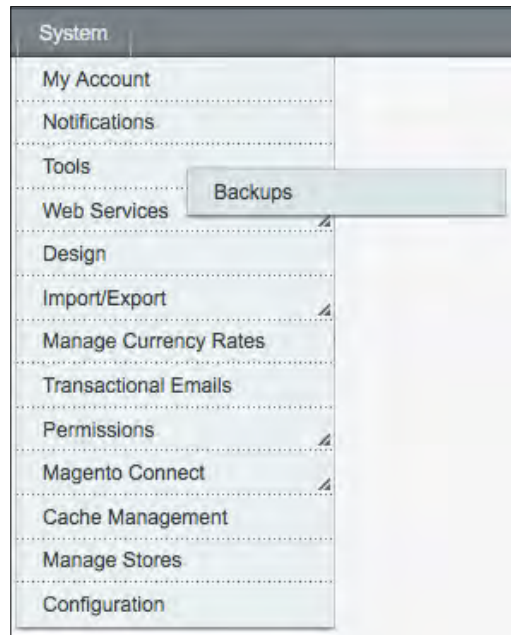 System
My Account
Notifications
Tools
Backups
Web Services
Design
Import/Export
Manage Currency Rates
Transactional Emails
Permissions
Magento Connect
Cache Management
Manage Stores
Configuration